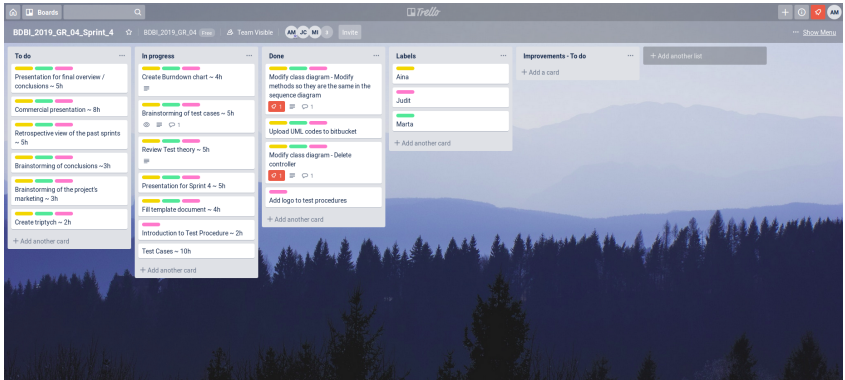 Boards
Trello
AM
BDBI_2019_GR_04_Sprint_4
BDBI_2019_GR_04 Free
Team Visible
AM JC MI
Invite
Show Menu
To do
Presentation for final overview /
conclusions ~ 5h
Commercial presentation ~ 8h
Retrospective view of the past sprints
~ 5h
Brainstorming of conclusions ~3h
Brainstorming of the project's
marketing ~ 3h
Create triptych ~ 2h
+ Add another card
In progress
Create Burndown chart ~ 4h
Brainstorming of test cases ~ 5h
1
Review Test theory ~ 5h
Presentation for Sprint 4 ~ 5h
Fill template document ~ 4h
Introduction to Test Procedure ~ 2h
Test Cases ~ 10h
+ Add another card
Done
Modify class diagram - Modify
methods so they are the same in the
sequence diagram
1 1
Upload UML codes to bitbucket
Modify class diagram - Delete
controller
1 1
Add logo to test procedures
+ Add another card
Labels
Aina
Judit
Marta
+ Add another card
Improvements - To do
+ Add a card
+ Add another list